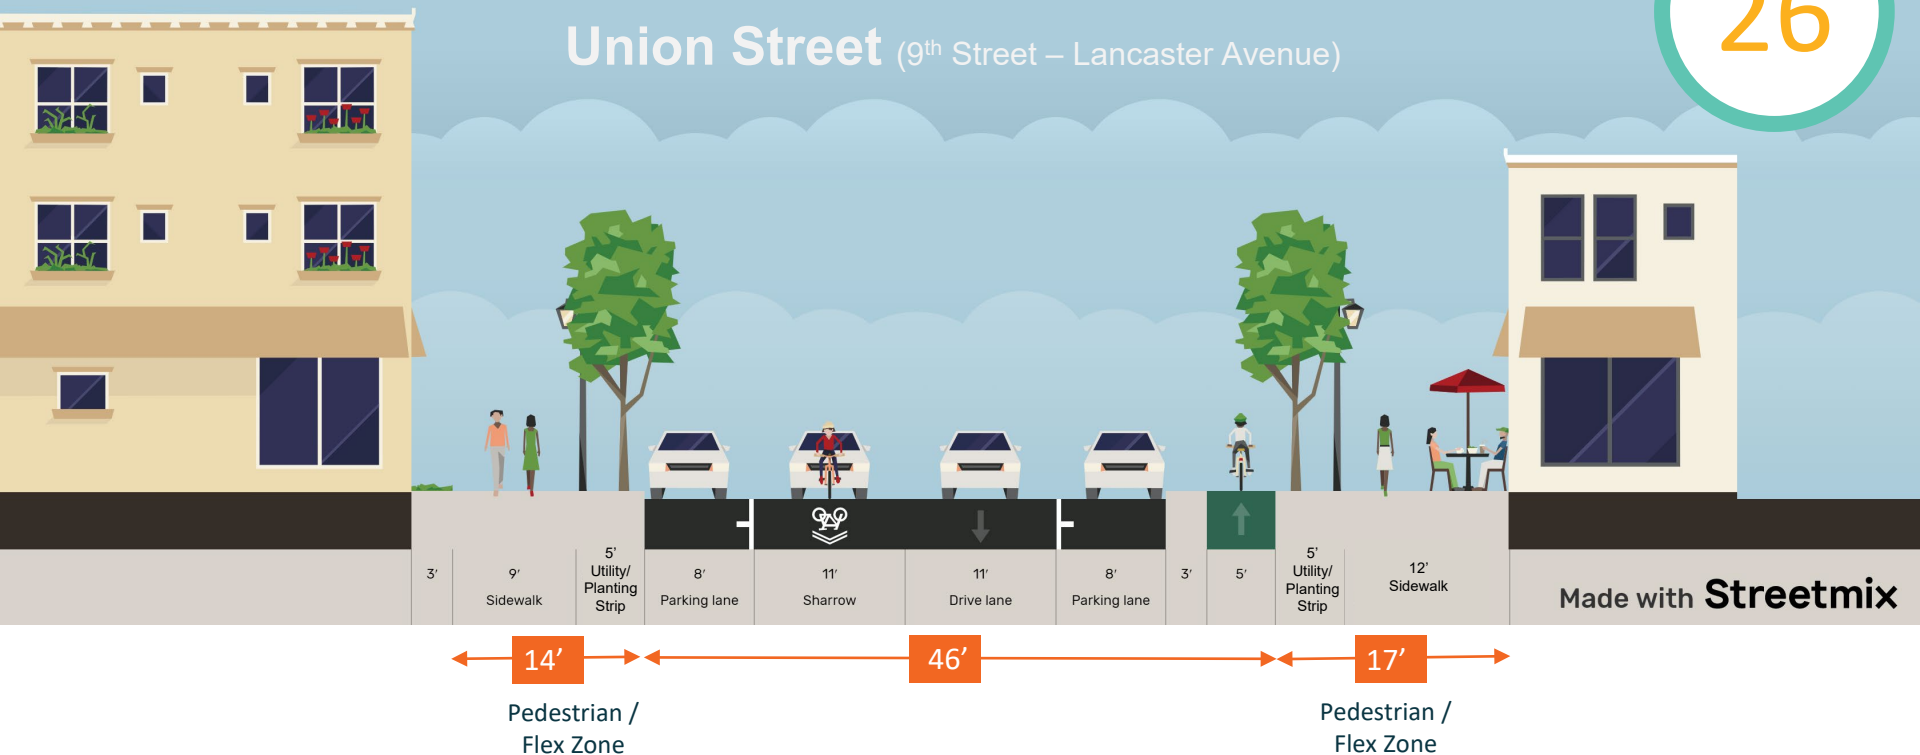 26
Union Street (9th Street – Lancaster Avenue)
3′
9′
Sidewalk
5'
Utility/
Planting
Strip
8′
Parking lane
11′
Sharrow
11′
Drive lane
8′
Parking lane
3′
5′
5'
Utility/
Planting
Strip
12'
Sidewalk
Made with Streetmix
14’
46’
17’
Pedestrian /
Flex Zone
Pedestrian /
Flex Zone